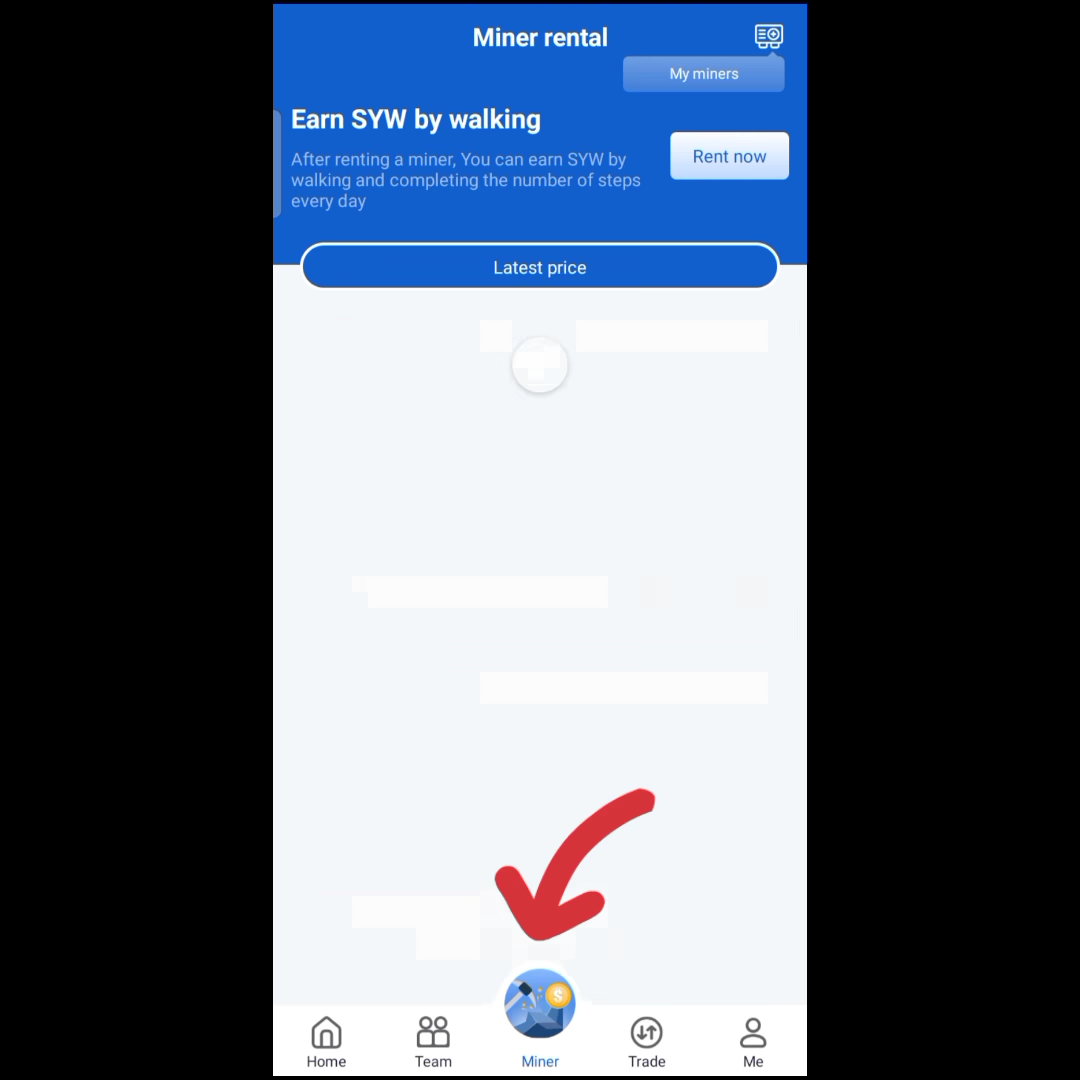 Miner rental
My miners
Earn SYW by walking
After renting a miner, You can earn SYW by
walking and completing the number of steps
every day
Rent now
Latest price
$
Home
Team
Miner
Trade
Me